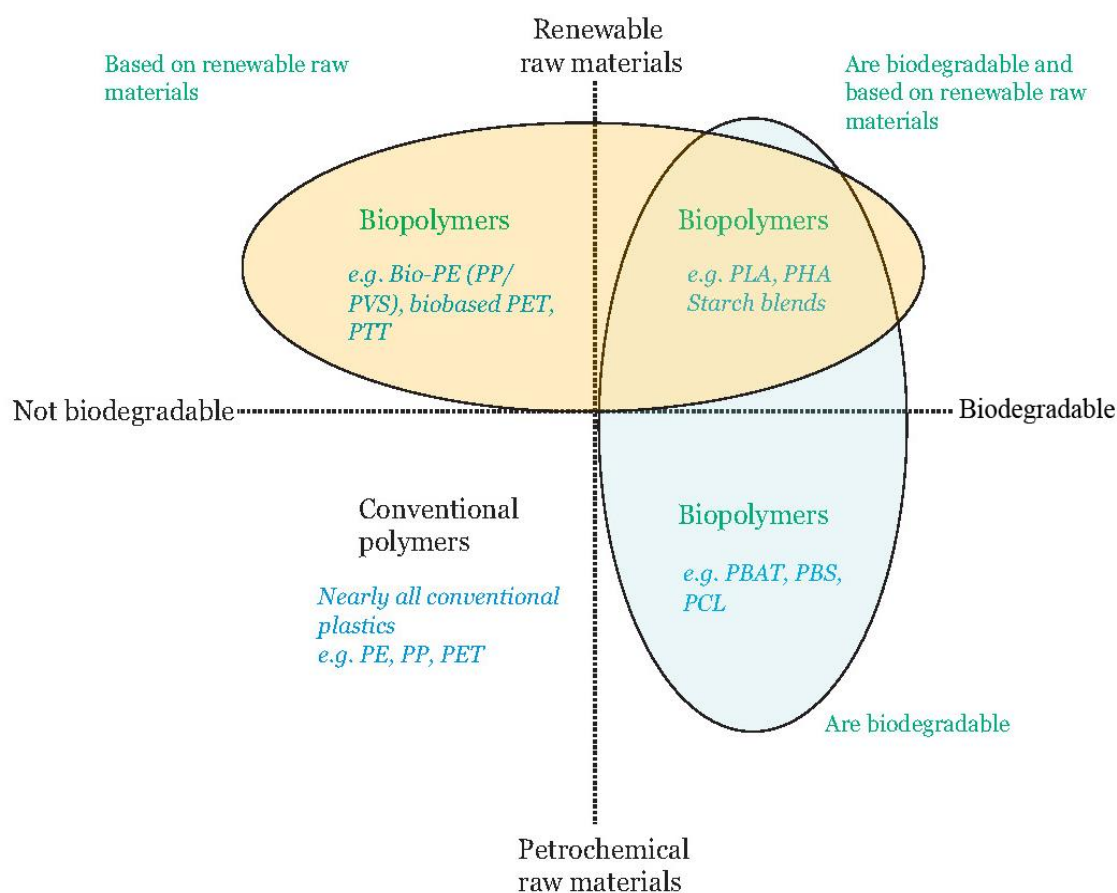 Renewable
raw materials
Based on renewable raw
materials
Are biodegradable and
based on renewable raw
materials
Biopolymers
e.g. Bio-PE (PP/
PVS), biobased PET,
PTT
Biopolymers
e.g. PLA, PHA
Starch blends
Not biodegradable
Biodegradable
Conventional
polymers
Nearly all conventional
plastics
e.g. PE, PP, PET
Biopolymers
e.g. PBAT, PBS,
PCL
Are biodegradable
Petrochemical
raw materials